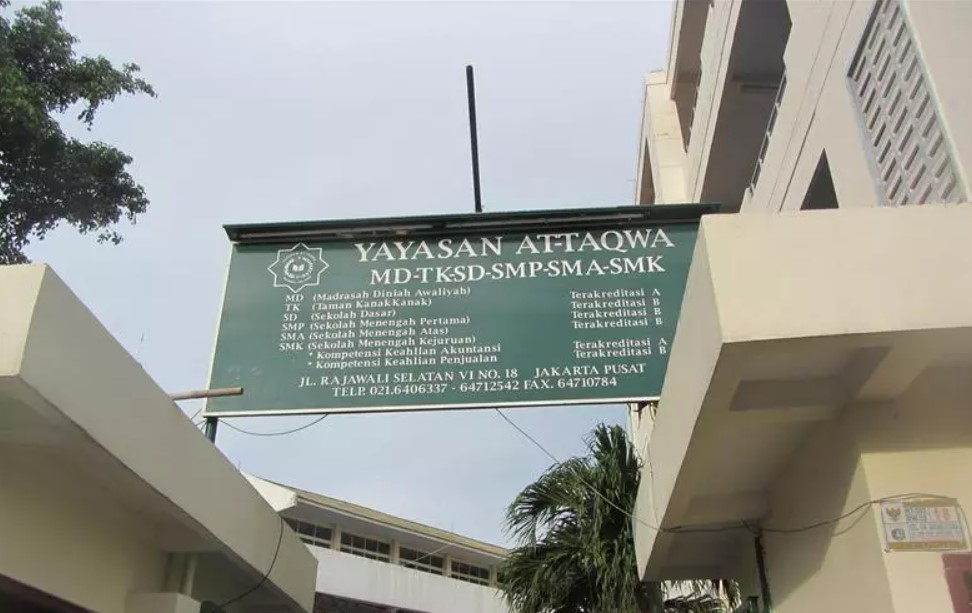 YAYASAN AT-TAQWA
MD-TK-SD-SMP-SMA-SMK
MD (Madrasah Diniah Awaliyah)
TK (Taman Kanak-Kanak) Terakreditasi A
SD (Sekolah Dasar) Terakreditasi B
SMP (Sekolah Menengah Pertama) Terakreditasi B
SMA (Sekolah Menengah Atas) Terakreditasi B
SMK (Sekolah Menengah Kejuruan)
* Kompetensi Keahlian Akuntansi Terakreditasi A
* Kompetensi Keahlian Penjualan Terakreditasi B
JL. RAJAWALI SELATAN VI NO. 18 JAKARTA PUSAT
TELP. 021.6406337 - 64712542 FAX. 64710784